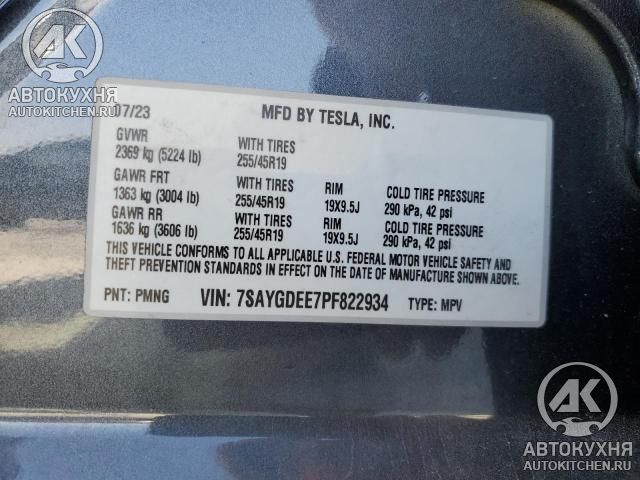 AK
АВТОКУХНЯ
AUTOKITCHEN.RU
07/23 MFD BY TESLA, INC.
GVWR WITH TIRES
2369 kg (5224 lb) 255/45R19
GAWR FRT WITH TIRES RIM COLD TIRE PRESSURE
1363 kg (3004 lb) 255/45R19 19X9.5J 290 kPa, 42 psi
GAWR RR WITH TIRES RIM COLD TIRE PRESSURE
1636 kg (3606 lb) 255/45R19 19X9.5J 290 kPa, 42 psi
THIS VEHICLE CONFORMS TO ALL APPLICABLE U.S. FEDERAL MOTOR VEHICLE SAFETY AND
THEFT PREVENTION STANDARDS IN EFFECT ON THE DATE OF MANUFACTURE SHOWN ABOVE.
PNT: PMNG VIN: 7SAYGDEE7PF822934 TYPE: MPV
AK
АВТОКУХНЯ
AUTOKITCHEN.RU